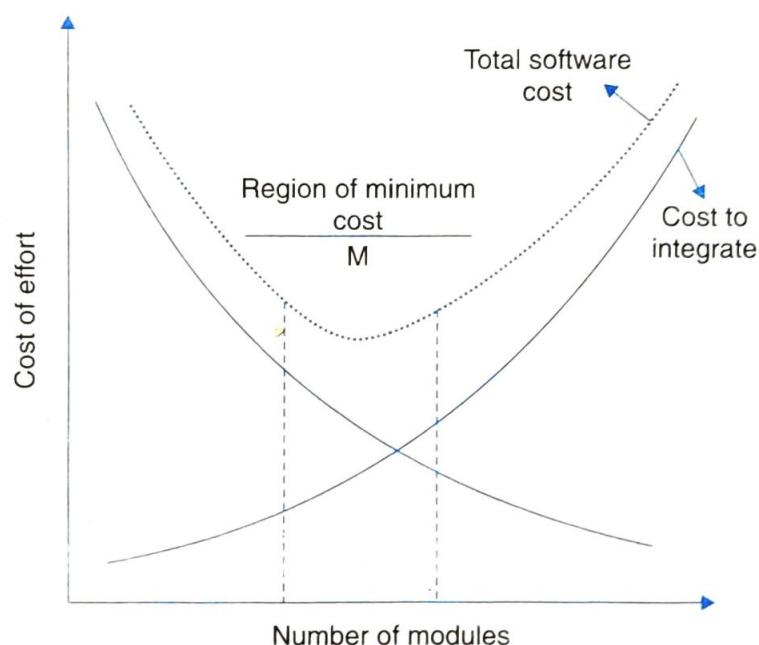 Total software
cost
Region of minimum
cost
M
Cost to
integrate
Cost of effort
Number of modules